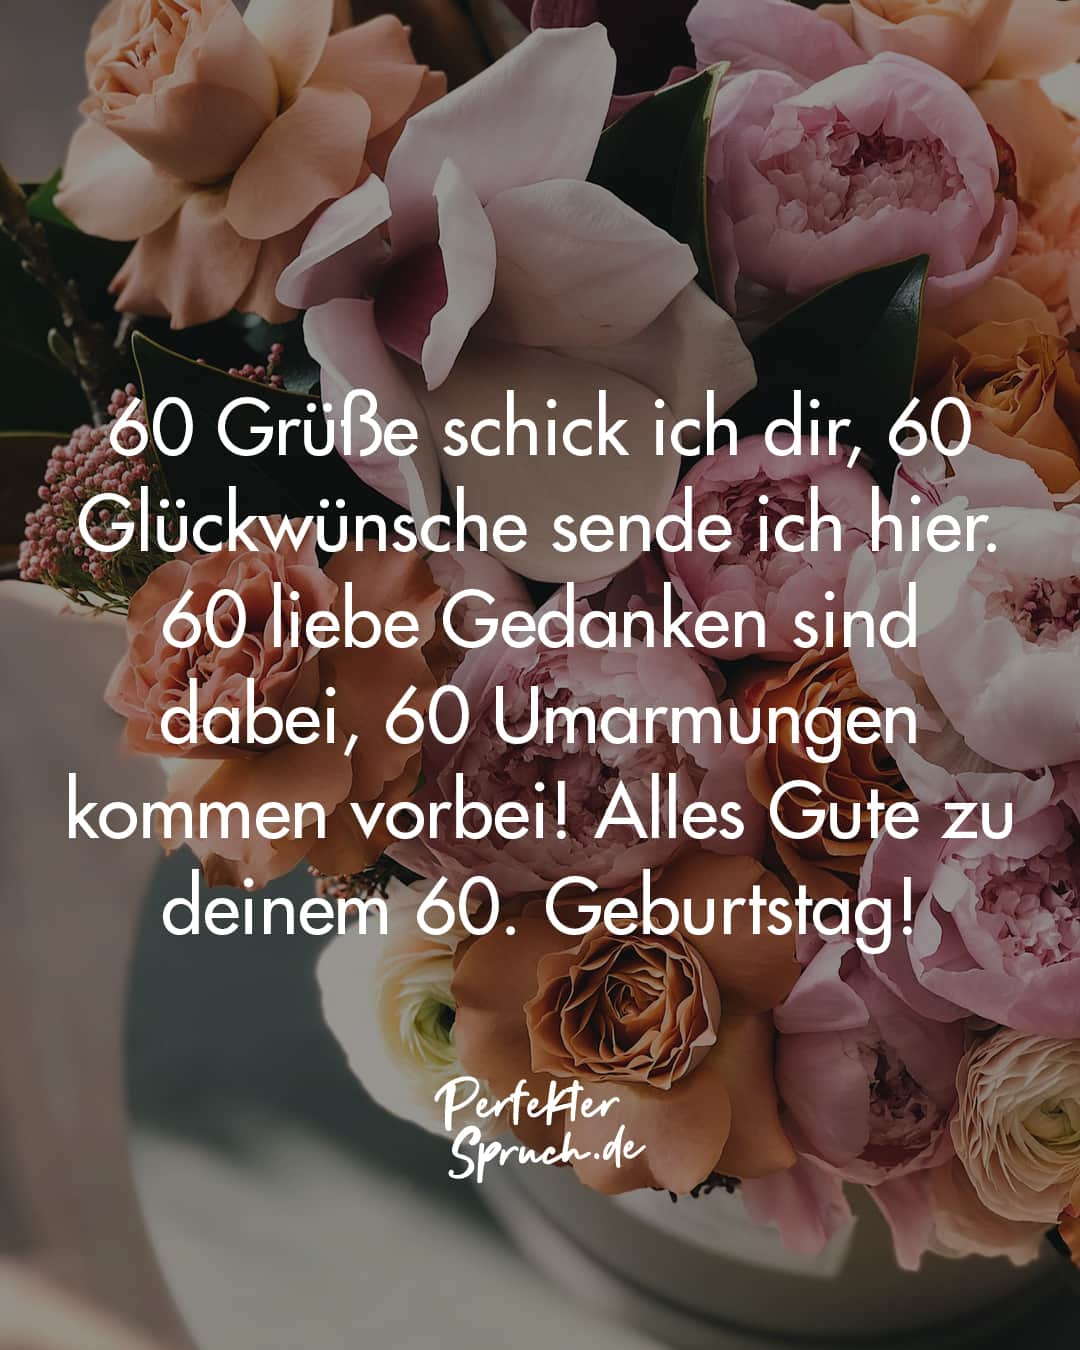 60 Grüße schick ich dir, 60
Glückwünsche sende ich hier.
60 liebe Gedanken sind
dabei, 60 Umarmungen
kommen vorbei! Alles Gute zu
deinem 60. Geburtstag!
Perfekter
Spruch.de